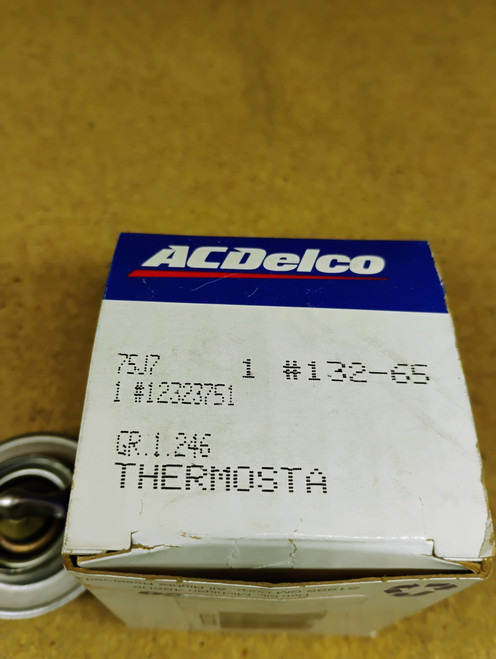 ACDelco
75J7 1 #132-65
1 #12323751
GR.1.246
THERMOSTA